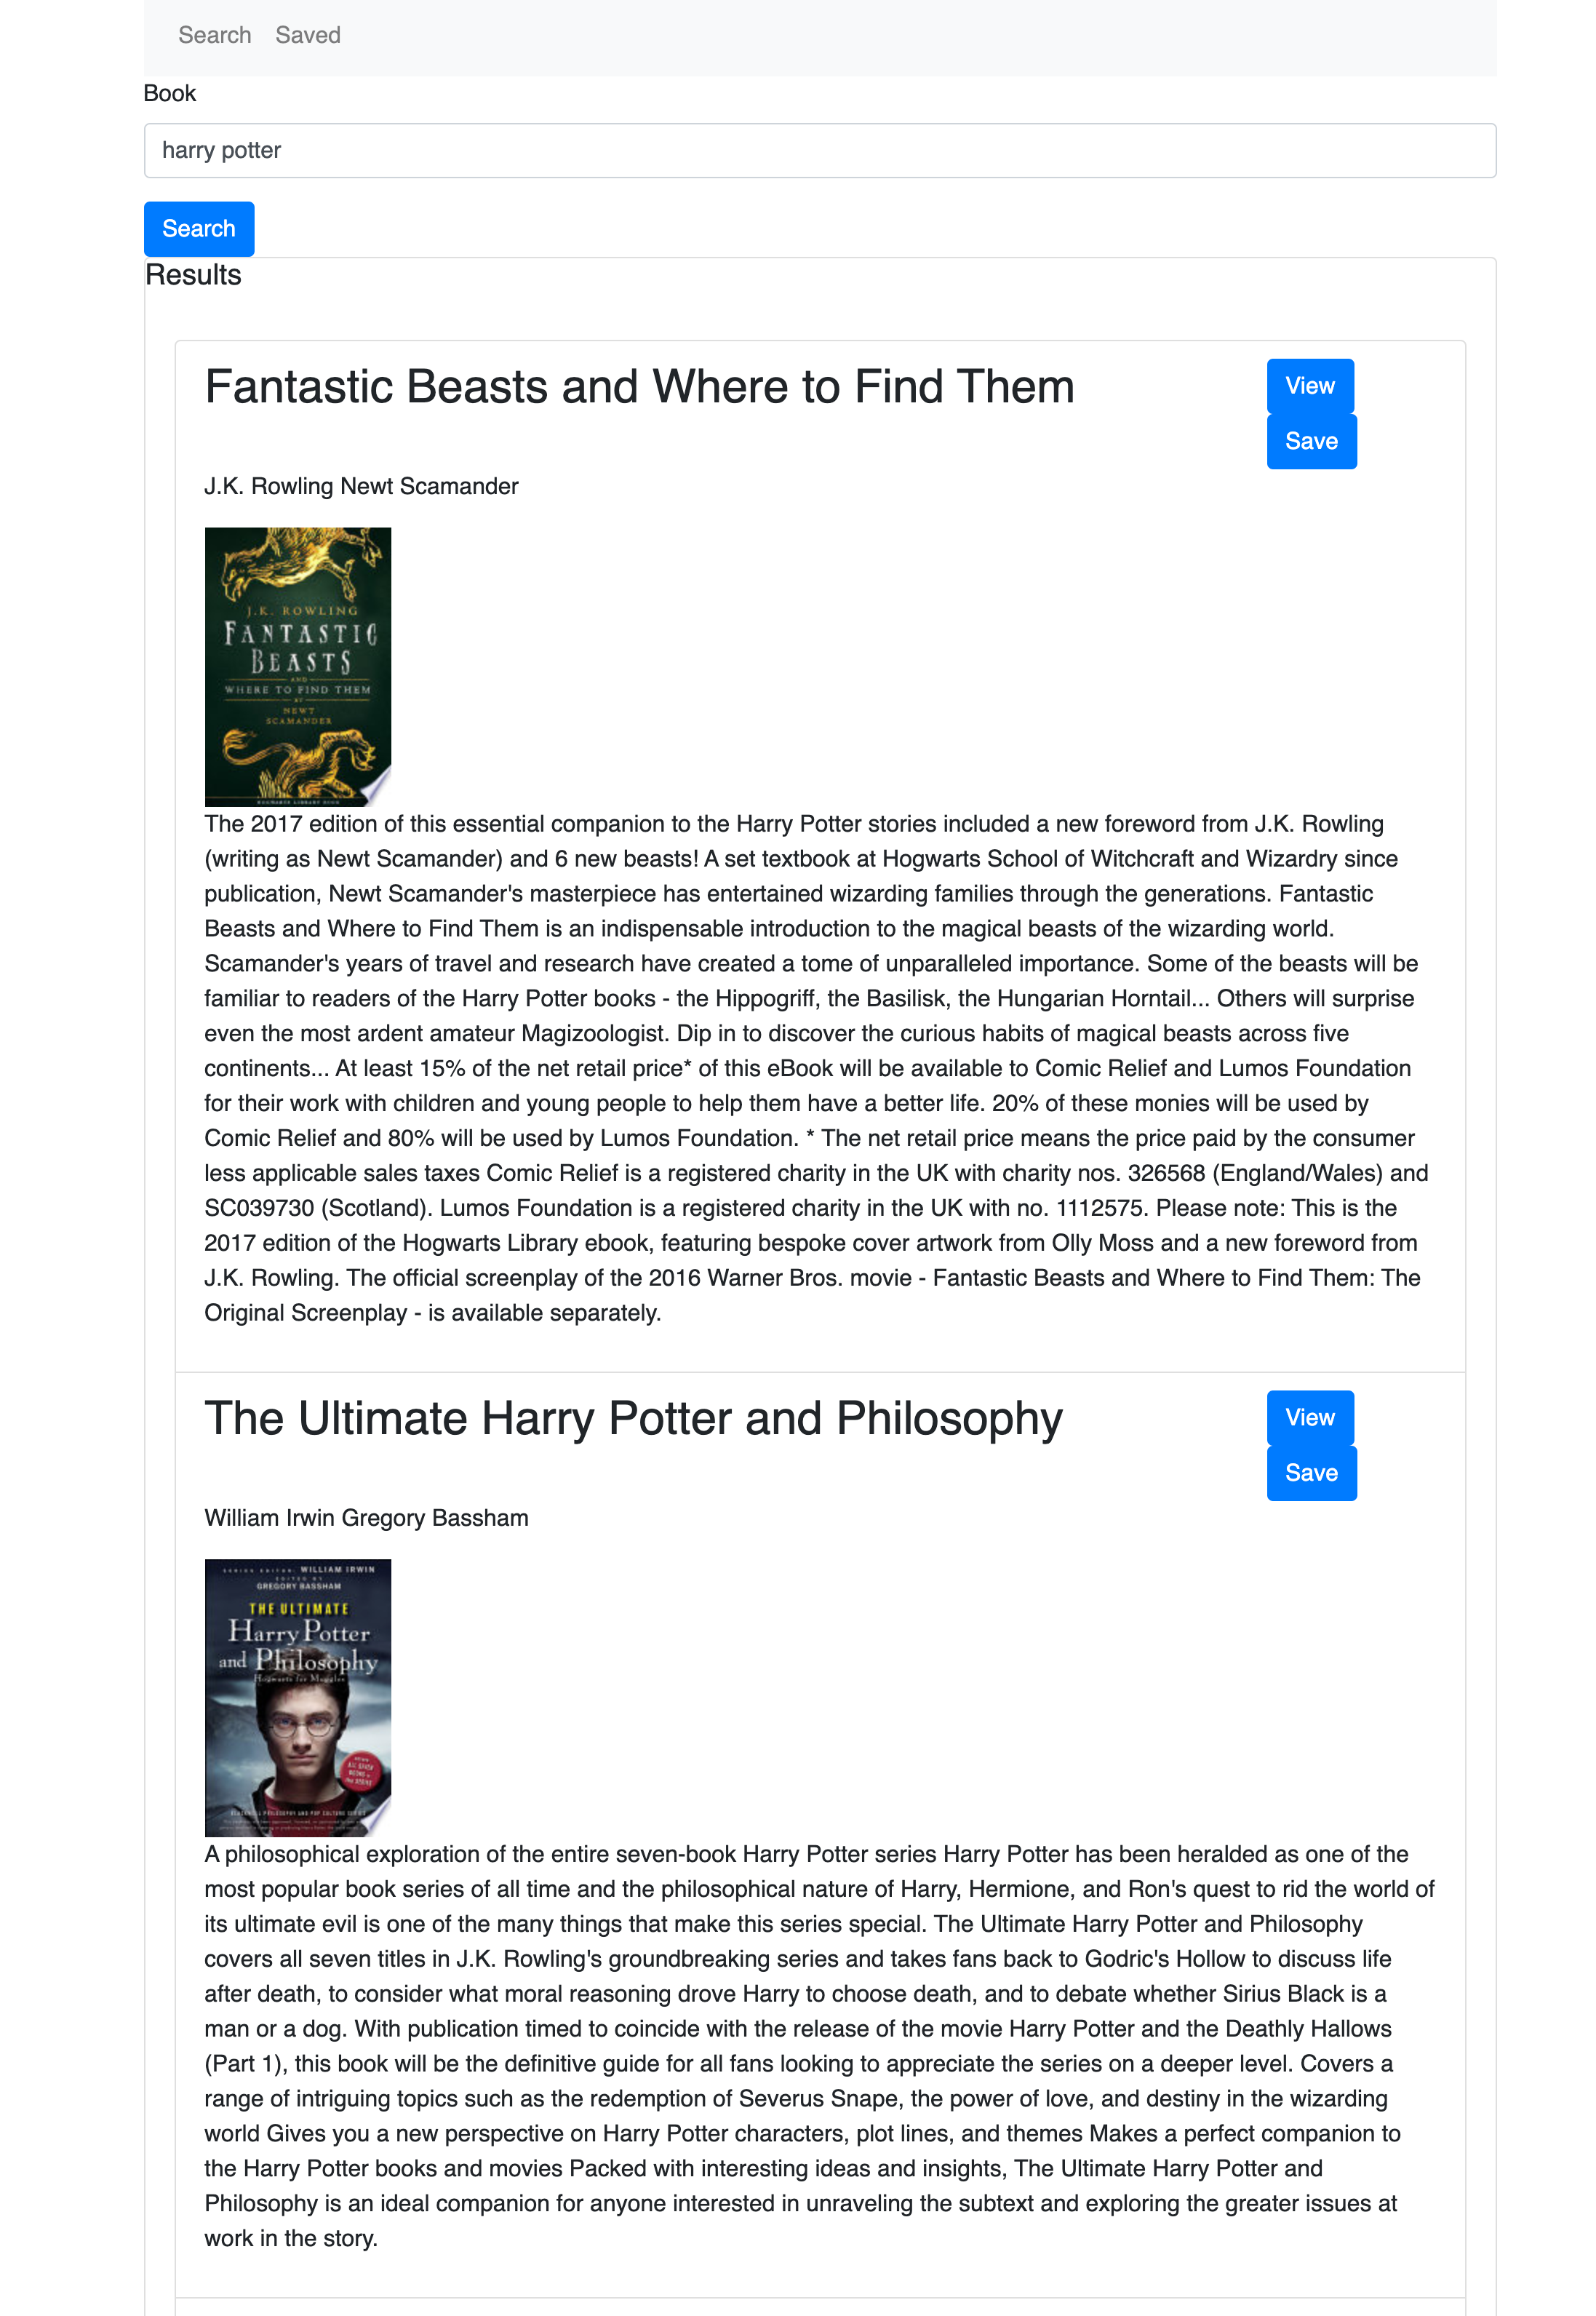 Search Saved
Book
harry potter
Search
Results
Fantastic Beasts and Where to Find Them
View
Save
J.K. Rowling Newt Scamander
J.K. ROWLING
FANTASTIC
BEASTS
AND
WHERE TO FIND THEM
BY
NEWT
SCAMANDER
HOGWARTS LIBRARY BOOK
The 2017 edition of this essential companion to the Harry Potter stories included a new foreword from J.K. Rowling
(writing as Newt Scamander) and 6 new beasts! A set textbook at Hogwarts School of Witchcraft and Wizardry since
publication, Newt Scamander's masterpiece has entertained wizarding families through the generations. Fantastic
Beasts and Where to Find Them is an indispensable introduction to the magical beasts of the wizarding world.
Scamander's years of travel and research have created a tome of unparalleled importance. Some of the beasts will be
familiar to readers of the Harry Potter books - the Hippogriff, the Basilisk, the Hungarian Horntail... Others will surprise
even the most ardent amateur Magizoologist. Dip in to discover the curious habits of magical beasts across five
continents... At least 15% of the net retail price* of this eBook will be available to Comic Relief and Lumos Foundation
for their work with children and young people to help them have a better life. 20% of these monies will be used by
Comic Relief and 80% will be used by Lumos Foundation. * The net retail price means the price paid by the consumer
less applicable sales taxes Comic Relief is a registered charity in the UK with charity nos. 326568 (England/Wales) and
SC039730 (Scotland). Lumos Foundation is a registered charity in the UK with no. 1112575. Please note: This is the
2017 edition of the Hogwarts Library ebook, featuring bespoke cover artwork from Olly Moss and a new foreword from
J.K. Rowling. The official screenplay of the 2016 Warner Bros. movie - Fantastic Beasts and Where to Find Them: The
Original Screenplay - is available separately.
The Ultimate Harry Potter and Philosophy
View
Save
William Irwin Gregory Bassham
SERIES EDITOR: WILLIAM IRWIN
EDITED BY
GREGORY BASSHAM
THE ULTIMATE
Harry Potter
and Philosophy
Hogwarts for Muggles
BLACKWELL PHILOSOPHY AND POP CULTURE SERIES
A philosophical exploration of the entire seven-book Harry Potter series Harry Potter has been heralded as one of the
most popular book series of all time and the philosophical nature of Harry, Hermione, and Ron's quest to rid the world of
its ultimate evil is one of the many things that make this series special. The Ultimate Harry Potter and Philosophy
covers all seven titles in J.K. Rowling's groundbreaking series and takes fans back to Godric's Hollow to discuss life
after death, to consider what moral reasoning drove Harry to choose death, and to debate whether Sirius Black is a
man or a dog. With publication timed to coincide with the release of the movie Harry Potter and the Deathly Hallows
(Part 1), this book will be the definitive guide for all fans looking to appreciate the series on a deeper level. Covers a
range of intriguing topics such as the redemption of Severus Snape, the power of love, and destiny in the wizarding
world Gives you a new perspective on Harry Potter characters, plot lines, and themes Makes a perfect companion to
the Harry Potter books and movies Packed with interesting ideas and insights, The Ultimate Harry Potter and
Philosophy is an ideal companion for anyone interested in unraveling the subtext and exploring the greater issues at
work in the story.